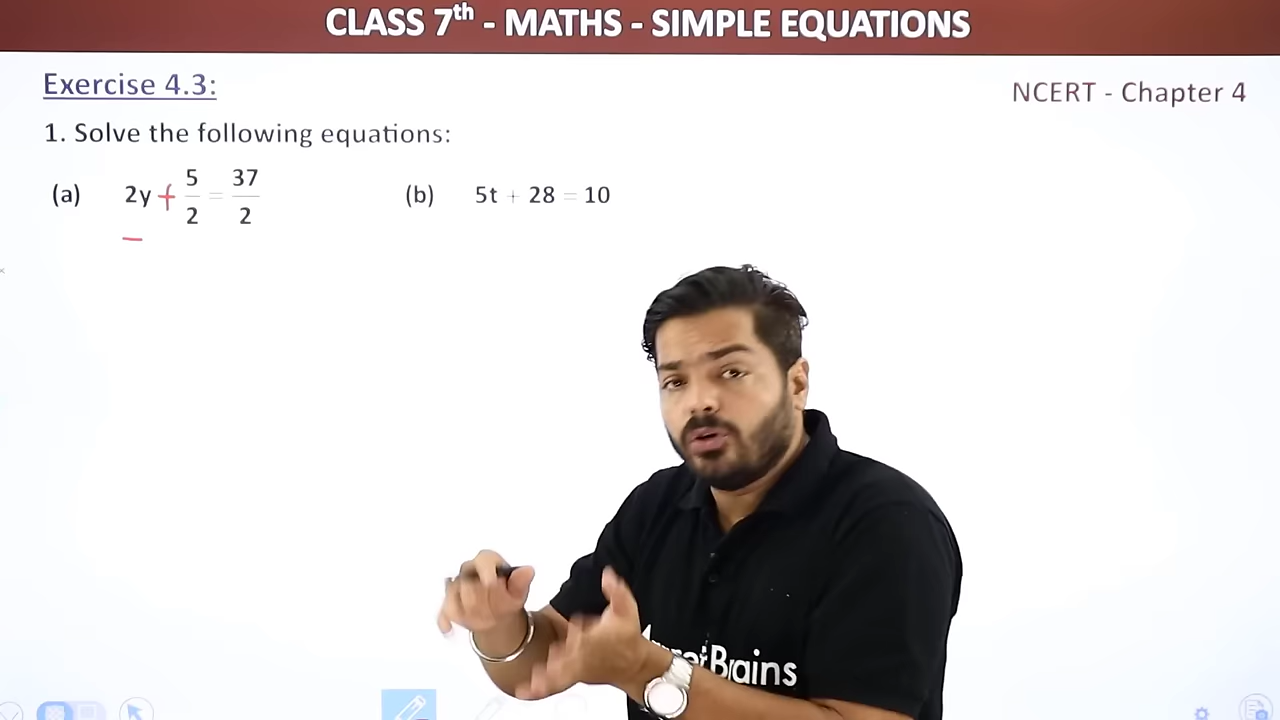 CLASS 7th - MATHS - SIMPLE EQUATIONS
Exercise 4.3:
NCERT - Chapter 4
1. Solve the following equations:
(a) 2y + 5/2 = 37/2 (b) 5t + 28 = 10
Brains